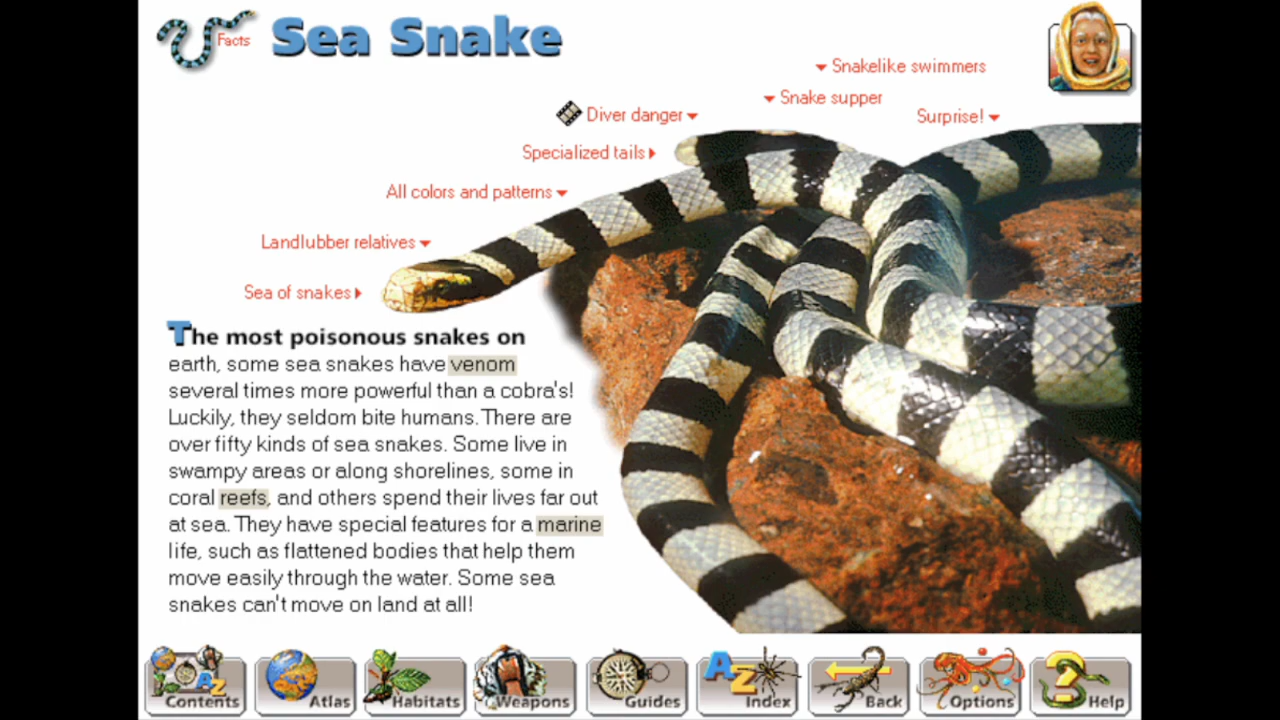 Facts
Sea Snake
Snakelike swimmers
Snake supper
Diver danger
Surprise!
Specialized tails
All colors and patterns
Landlubber relatives
Sea of snakes
The most poisonous snakes on
earth, some sea snakes have venom
several times more powerful than a cobra's!
Luckily, they seldom bite humans. There are
over fifty kinds of sea snakes. Some live in
swampy areas or along shorelines, some in
coral reefs, and others spend their lives far out
at sea. They have special features for a marine
life, such as flattened bodies that help them
move easily through the water. Some sea
snakes can't move on land at all!
AZ
AZ
?
Contents Atlas Habitats Weapons Guides Index Back Options Help